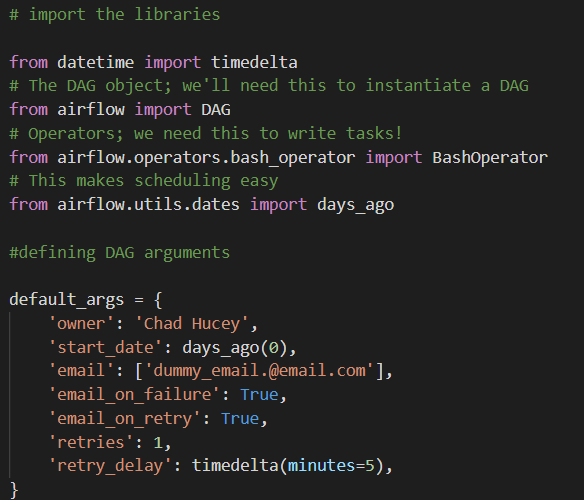 # import the libraries
from datetime import timedelta
# The DAG object; we'll need this to instantiate a DAG
from airflow import DAG
# Operators; we need this to write tasks!
from airflow.operators.bash_operator import BashOperator
# This makes scheduling easy
from airflow.utils.dates import days_ago
#defining DAG arguments
default_args = {
    'owner': 'Chad Hucey',
    'start_date': days_ago(0),
    'email': ['dummy_email.@email.com'],
    'email_on_failure': True,
    'email_on_retry': True,
    'retries': 1,
    'retry_delay': timedelta(minutes=5),
}